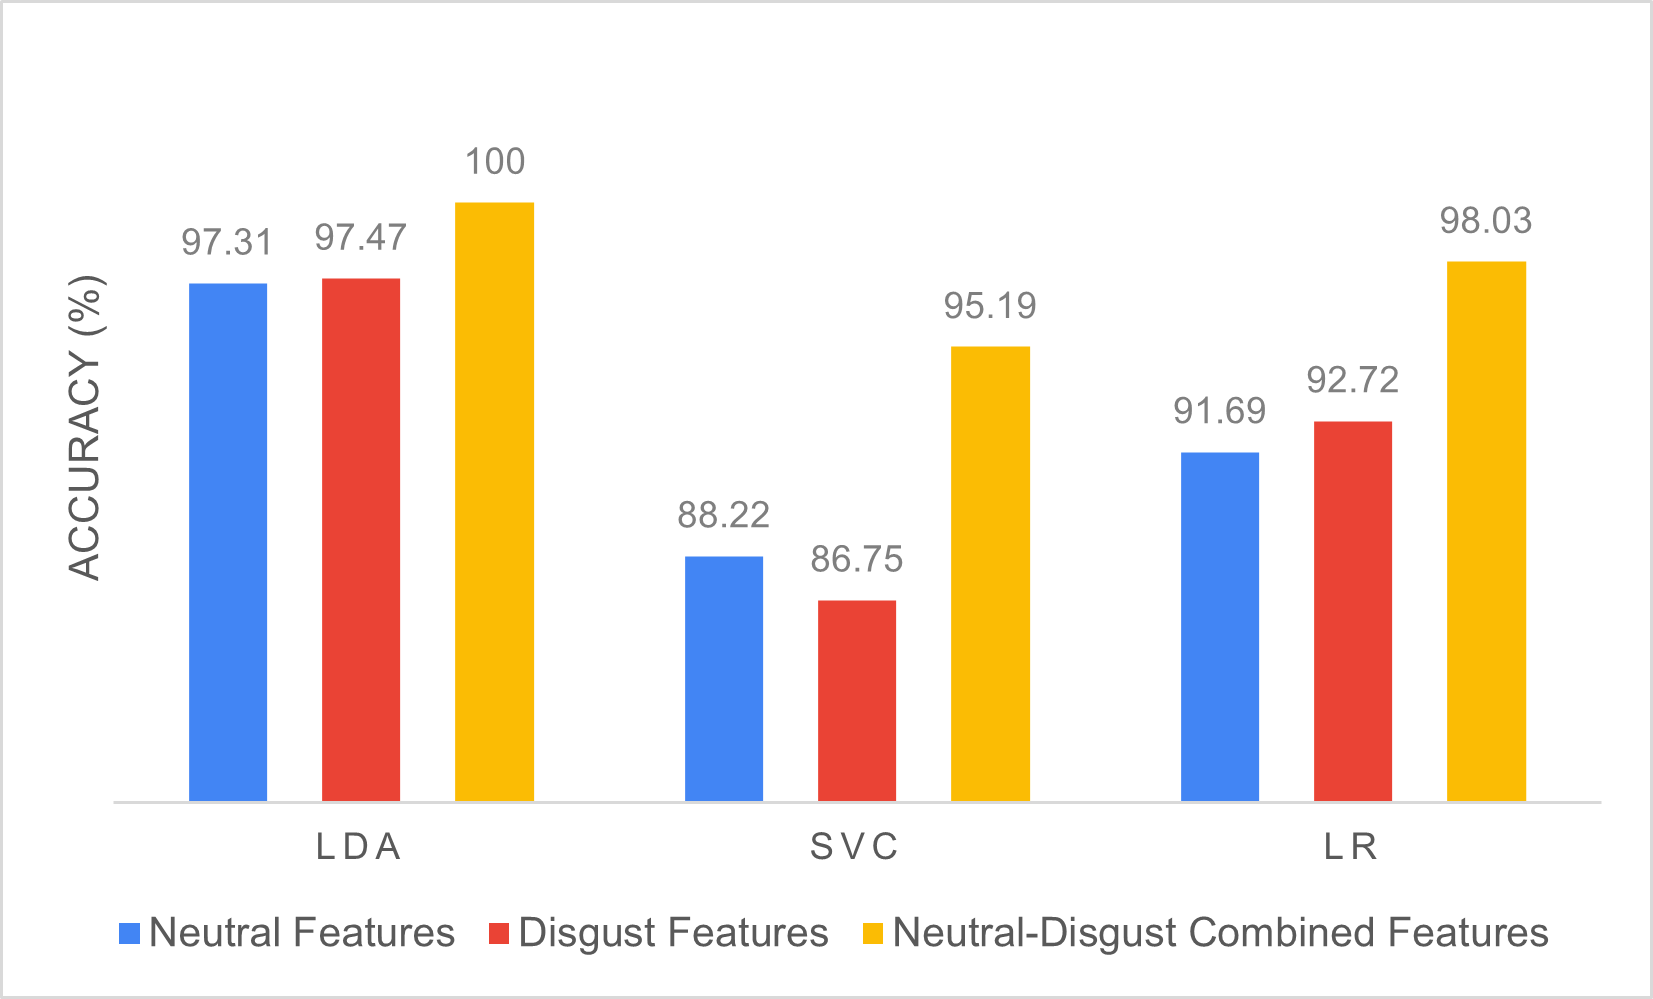 ACCURACY (%)
97.31
97.47
100
88.22
86.75
95.19
91.69
92.72
98.03
LDA
SVC
LR
Neutral Features
Disgust Features
Neutral-Disgust Combined Features